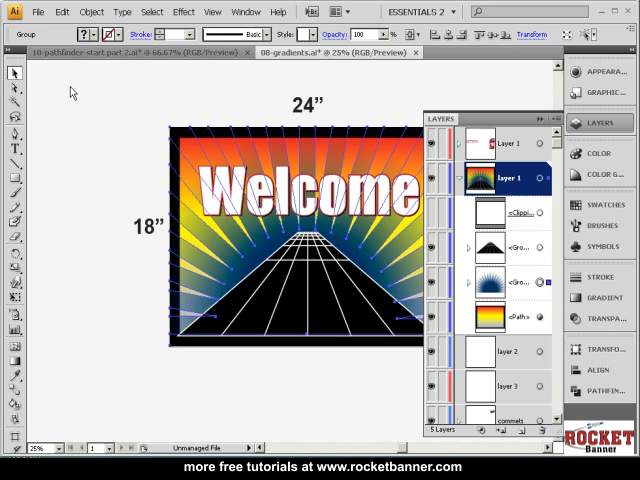 Ai File Edit Object Type Select Effect View Window Help Br ESSENTIALS 2
Group Stroke: Basic Style: Opacity: 100 % Transform
10-pathfinder-start part 2.ai* @ 66.67% (RGB/Preview) × 08-gradients.ai* @ 25% (RGB/Preview) ×
24”
18”
Welcome
LAYERS
Layer 1
layer 1
<Clippi...
<Gro...
<Gro...
<Path>
layer 2
layer 3
commets
5 Layers
APPEARA...
GRAPHIC...
LAYERS
COLOR
COLOR G...
SWATCHES
BRUSHES
SYMBOLS
STROKE
GRADIENT
TRANSPA...
TRANSFO...
ALIGN
PATHFIN...
25% 1 Unmanaged File
ROCKET
Banner
more free tutorials at www.rocketbanner.com